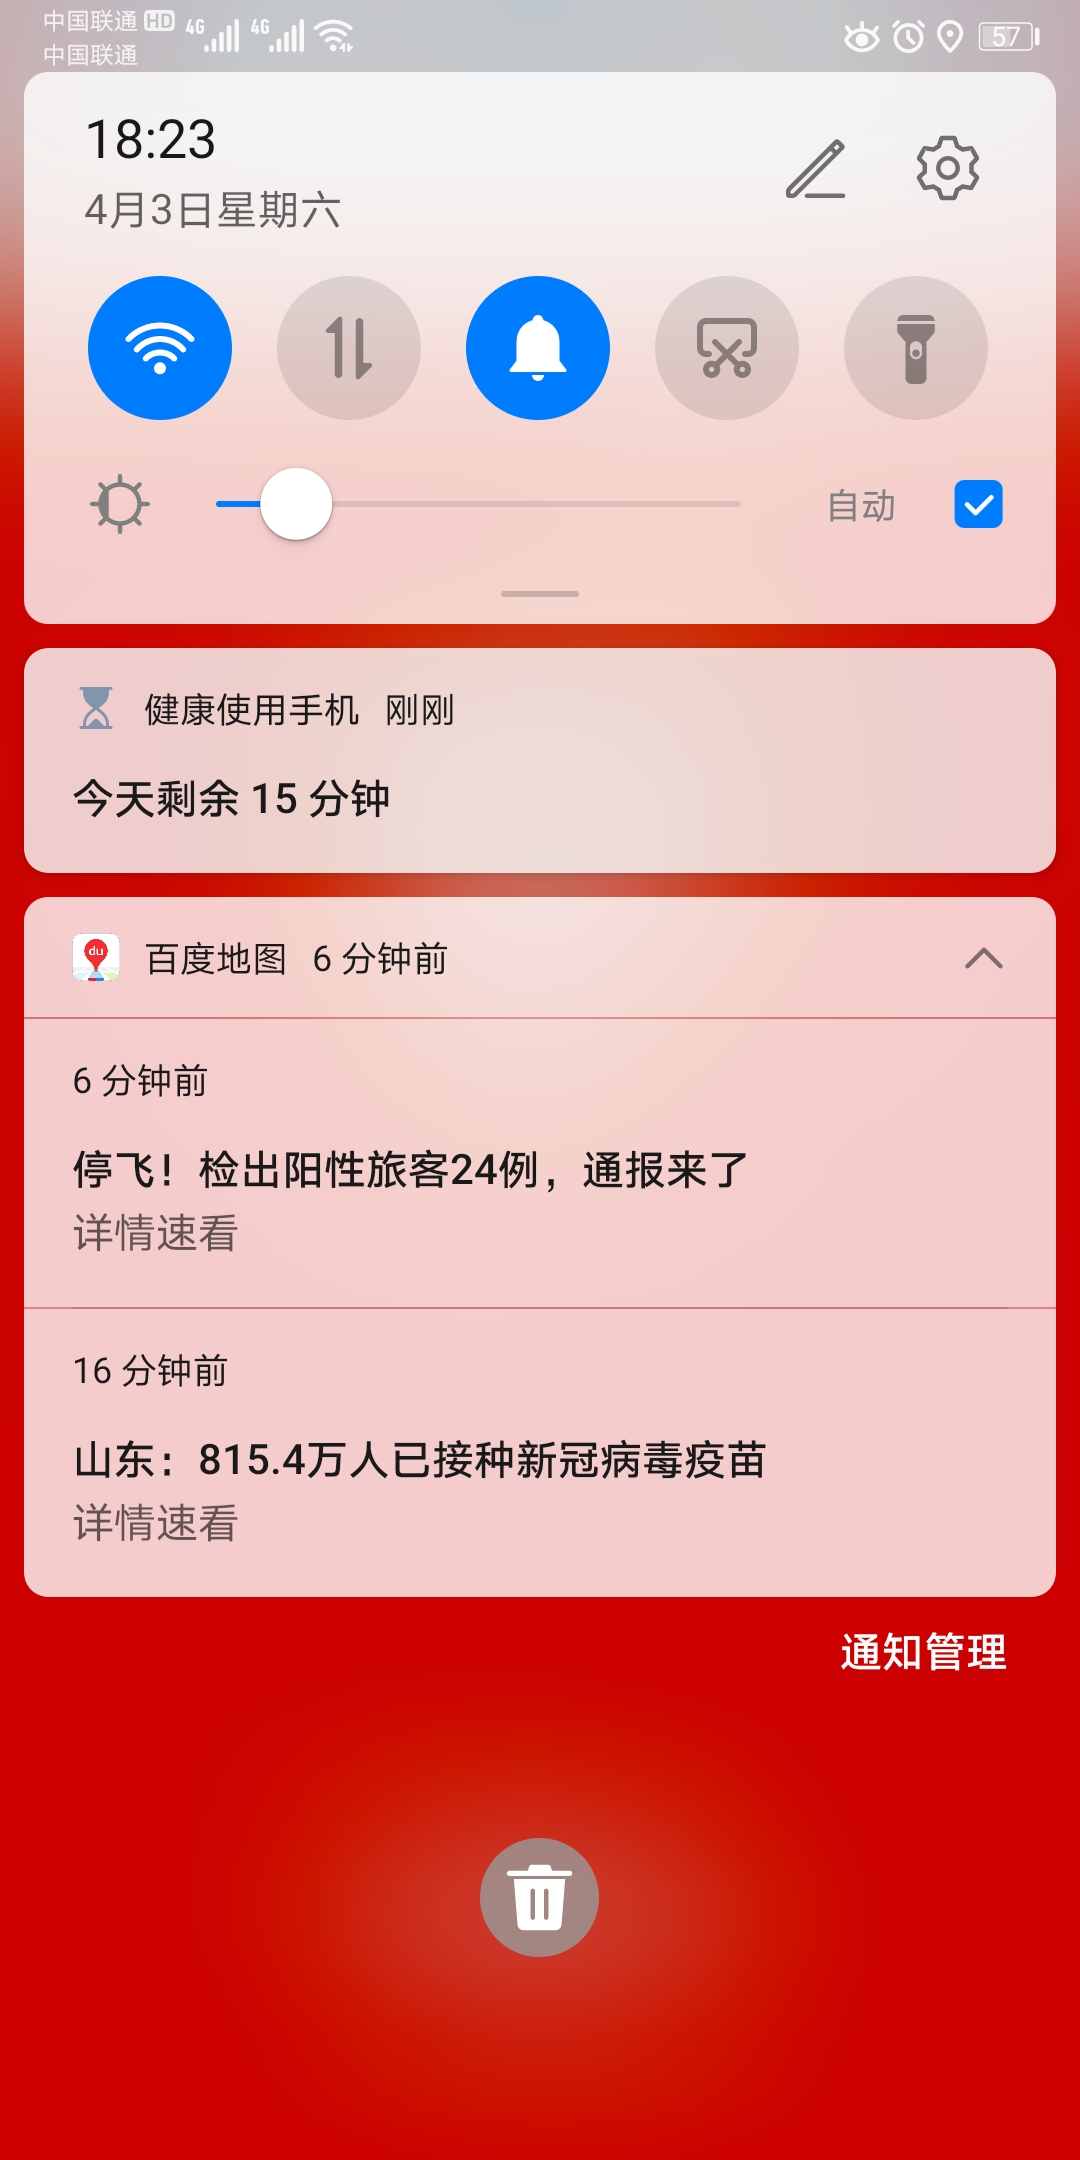 中国联通 HD 4G 4G
中国联通
57
18:23
4月3日星期六
自动
健康使用手机 刚刚
今天剩余 15 分钟
du
百度地图 6 分钟前
6 分钟前
停飞！检出阳性旅客24例，通报来了
详情速看
16 分钟前
山东：815.4万人已接种新冠病毒疫苗
详情速看
通知管理